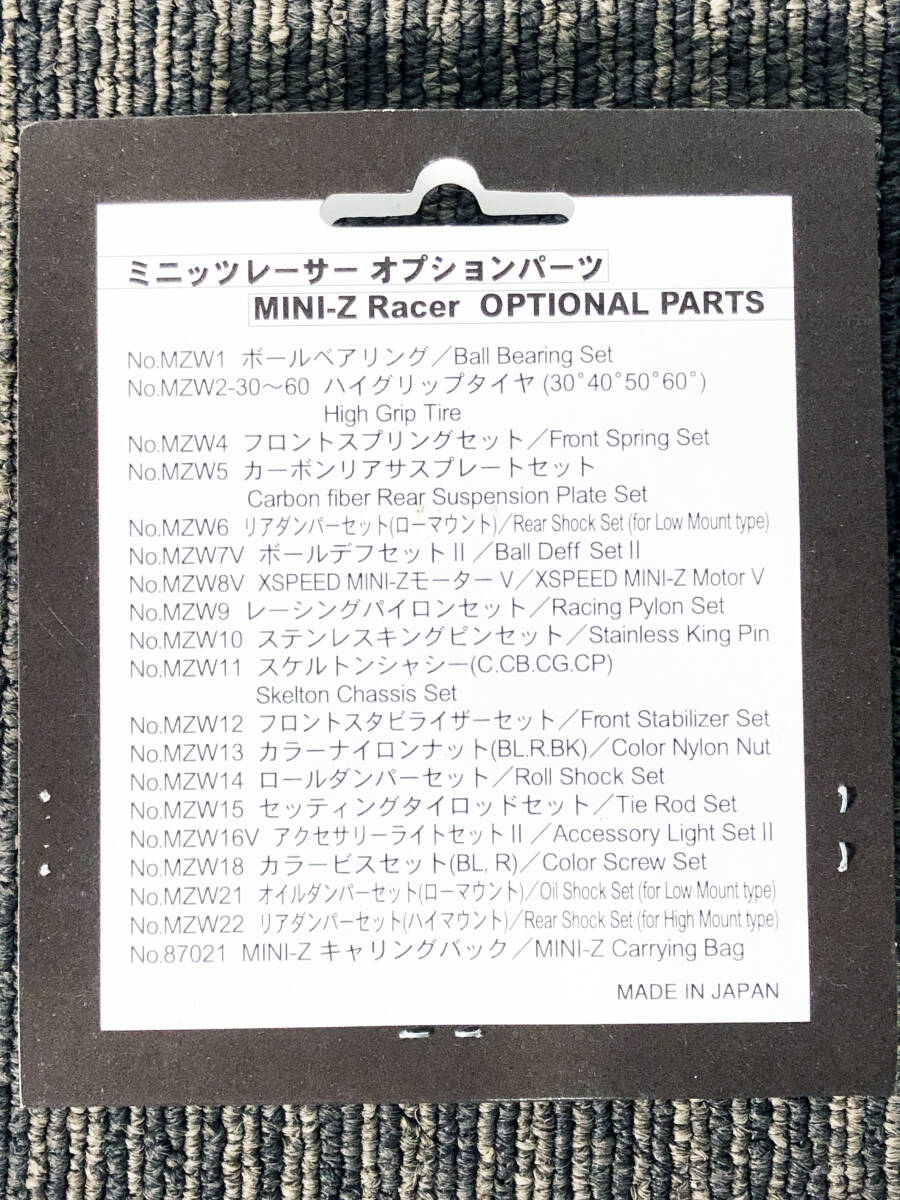 ミニッツレーサー オプションパーツ
MINI-Z Racer OPTIONAL PARTS
No.MZW1 ボールベアリング／Ball Bearing Set
No.MZW2-30～60 ハイグリップタイヤ (30°40°50°60°)
High Grip Tire
No.MZW4 フロントスプリングセット／Front Spring Set
No.MZW5 カーボンリアサスプレートセット
Carbon fiber Rear Suspension Plate Set
No.MZW6 リアダンパーセット(ローマウント)／Rear Shock Set (for Low Mount type)
No.MZW7V ボールデフセットⅡ／Ball Deff Set Ⅱ
No.MZW8V XSPEED MINI-Zモーター V／XSPEED MINI-Z Motor V
No.MZW9 レーシングパイロンセット／Racing Pylon Set
No.MZW10 ステンレスキングピンセット／Stainless King Pin
No.MZW11 スケルトンシャシー(C.CB.CG.CP)
Skelton Chassis Set
No.MZW12 フロントスタビライザーセット／Front Stabilizer Set
No.MZW13 カラーナイロンナット(BL.R.BK)／Color Nylon Nut
No.MZW14 ロールダンパーセット／Roll Shock Set
No.MZW15 セッティングタイロッドセット／Tie Rod Set
No.MZW16V アクセサリーライトセットⅡ／Accessory Light Set Ⅱ
No.MZW18 カラービスセット(BL, R)／Color Screw Set
No.MZW21 オイルダンパーセット(ローマウント)／Oil Shock Set (for Low Mount type)
No.MZW22 リアダンパーセット(ハイマウント)／Rear Shock Set (for High Mount type)
No.87021 MINI-Z キャリングバック／MINI-Z Carrying Bag
MADE IN JAPAN